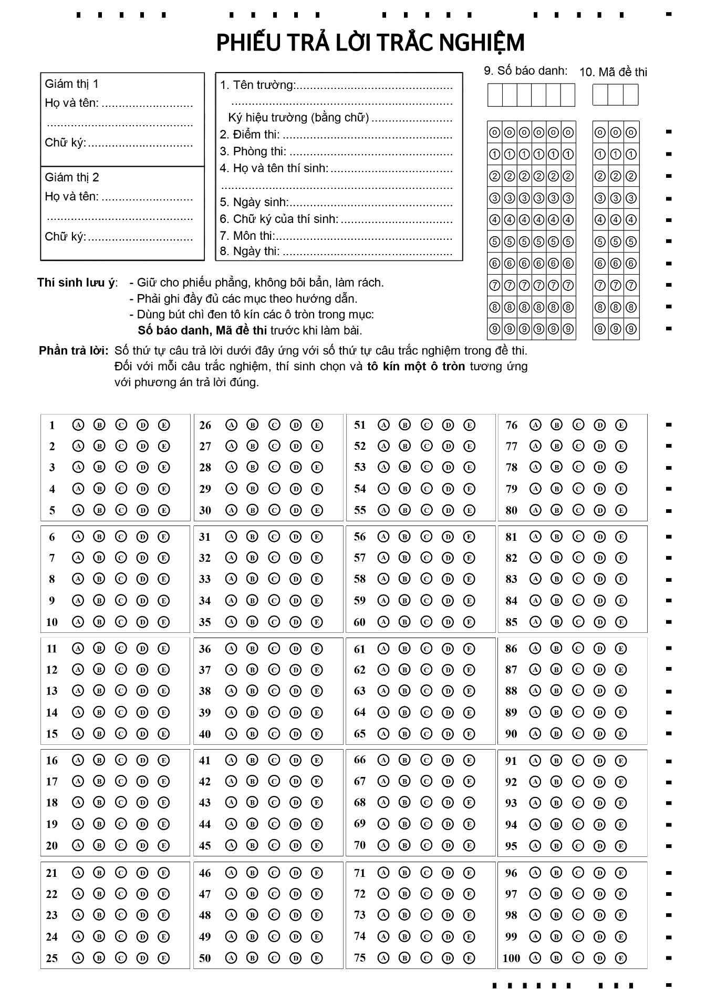 PHIẾU TRẢ LỜI TRẮC NGHIỆM
Giám thị 1
Họ và tên: ...........................
...........................................
Chữ ký:...............................
Giám thị 2
Họ và tên: ...........................
...........................................
Chữ ký:...............................
1. Tên trường:..............................................
.................................................................
Ký hiệu trường (bằng chữ)........................
2. Điểm thi: ..................................................
3. Phòng thi: ................................................
4. Họ và tên thí sinh:....................................
....................................................................
5. Ngày sinh:................................................
6. Chữ ký của thí sinh: .................................
7. Môn thi:....................................................
8. Ngày thi: ..................................................
9. Số báo danh:
10. Mã đề thi
0 0 0 0 0 0 0 0 0
1 1 1 1 1 1 1 1 1
2 2 2 2 2 2 2 2 2
3 3 3 3 3 3 3 3 3
4 4 4 4 4 4 4 4 4
5 5 5 5 5 5 5 5 5
6 6 6 6 6 6 6 6 6
7 7 7 7 7 7 7 7 7
8 8 8 8 8 8 8 8 8
9 9 9 9 9 9 9 9 9
Thí sinh lưu ý: - Giữ cho phiếu phẳng, không bôi bẩn, làm rách.
- Phải ghi đầy đủ các mục theo hướng dẫn.
- Dùng bút chì đen tô kín các ô tròn trong mục:
Số báo danh, Mã đề thi trước khi làm bài.
Phần trả lời: Số thứ tự câu trả lời dưới đây ứng với số thứ tự câu trắc nghiệm trong đề thi.
Đối với mỗi câu trắc nghiệm, thí sinh chọn và tô kín một ô tròn tương ứng
với phương án trả lời đúng.
1 A B C D E 26 A B C D E 51 A B C D E 76 A B C D E
2 A B C D E 27 A B C D E 52 A B C D E 77 A B C D E
3 A B C D E 28 A B C D E 53 A B C D E 78 A B C D E
4 A B C D E 29 A B C D E 54 A B C D E 79 A B C D E
5 A B C D E 30 A B C D E 55 A B C D E 80 A B C D E
6 A B C D E 31 A B C D E 56 A B C D E 81 A B C D E
7 A B C D E 32 A B C D E 57 A B C D E 82 A B C D E
8 A B C D E 33 A B C D E 58 A B C D E 83 A B C D E
9 A B C D E 34 A B C D E 59 A B C D E 84 A B C D E
10 A B C D E 35 A B C D E 60 A B C D E 85 A B C D E
11 A B C D E 36 A B C D E 61 A B C D E 86 A B C D E
12 A B C D E 37 A B C D E 62 A B C D E 87 A B C D E
13 A B C D E 38 A B C D E 63 A B C D E 88 A B C D E
14 A B C D E 39 A B C D E 64 A B C D E 89 A B C D E
15 A B C D E 40 A B C D E 65 A B C D E 90 A B C D E
16 A B C D E 41 A B C D E 66 A B C D E 91 A B C D E
17 A B C D E 42 A B C D E 67 A B C D E 92 A B C D E
18 A B C D E 43 A B C D E 68 A B C D E 93 A B C D E
19 A B C D E 44 A B C D E 69 A B C D E 94 A B C D E
20 A B C D E 45 A B C D E 70 A B C D E 95 A B C D E
21 A B C D E 46 A B C D E 71 A B C D E 96 A B C D E
22 A B C D E 47 A B C D E 72 A B C D E 97 A B C D E
23 A B C D E 48 A B C D E 73 A B C D E 98 A B C D E
24 A B C D E 49 A B C D E 74 A B C D E 99 A B C D E
25 A B C D E 50 A B C D E 75 A B C D E 100 A B C D E